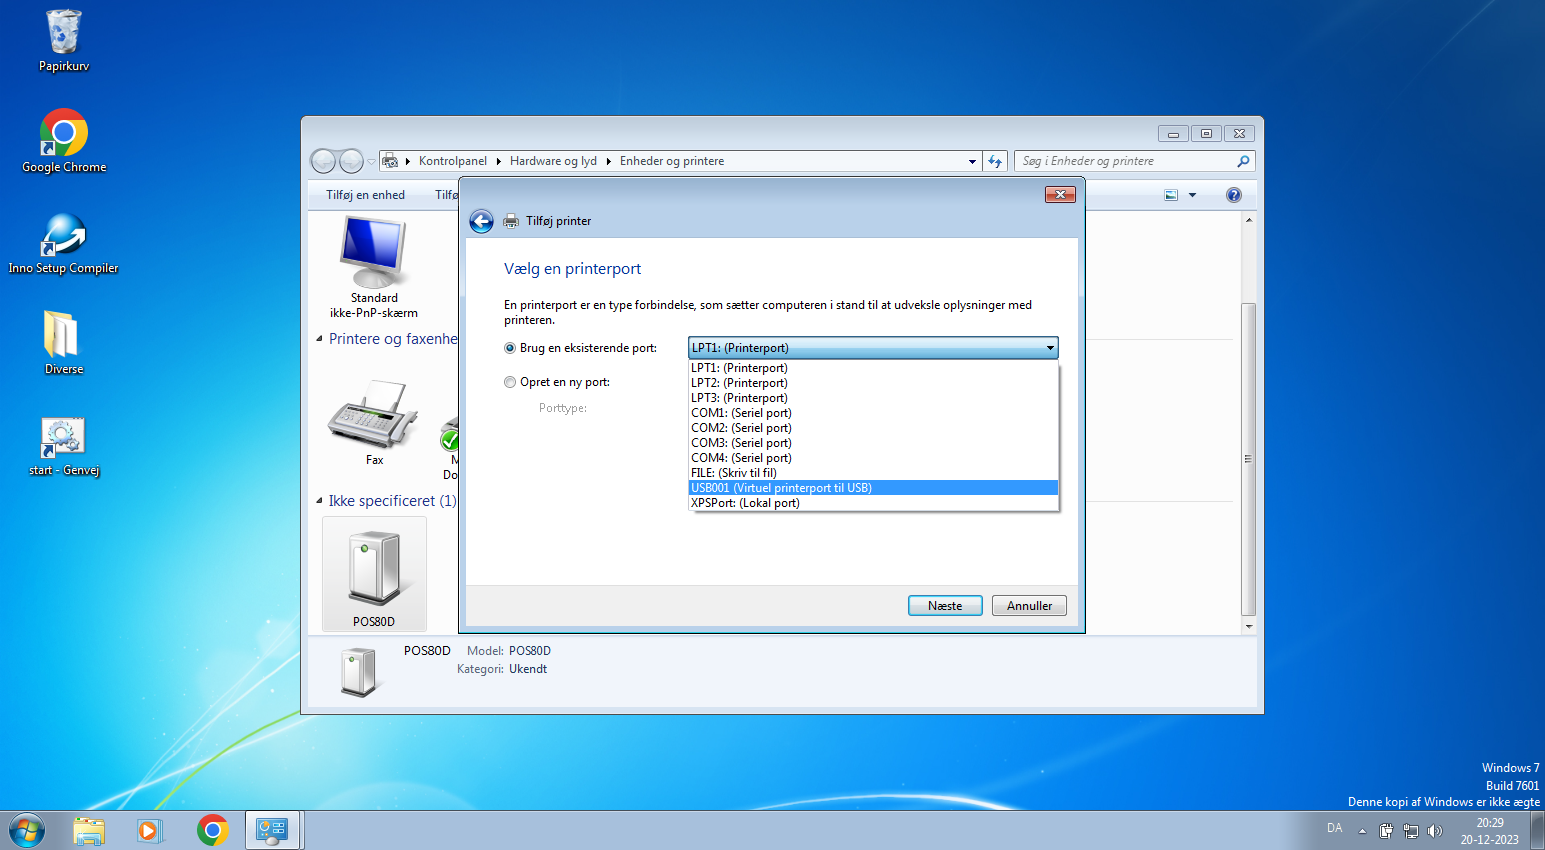 Papirkurv
Google Chrome
Inno Setup Compiler
Diverse
start - Genvej
Kontrolpanel
Hardware og lyd
Enheder og printere
Søg i Enheder og printere
Tilføj en enhed
Tilfø
Standard
ikke-PnP-skærm
Printere og faxenhe
Fax
M
Do
Ikke specificeret (1)
POS80D
Tilføj printer
Vælg en printerport
En printerport er en type forbindelse, som sætter computeren i stand til at udveksle oplysninger med
printeren.
Brug en eksisterende port:
LPT1: (Printerport)
LPT1: (Printerport)
LPT2: (Printerport)
LPT3: (Printerport)
COM1: (Seriel port)
COM2: (Seriel port)
COM3: (Seriel port)
COM4: (Seriel port)
FILE: (Skriv til fil)
USB001 (Virtuel printerport til USB)
XPSPort: (Lokal port)
Opret en ny port:
Porttype:
Næste
Annuller
POS80D
Model: POS80D
Kategori: Ukendt
Windows 7
Build 7601
Denne kopi af Windows er ikke ægte
DA
20:29
20-12-2023